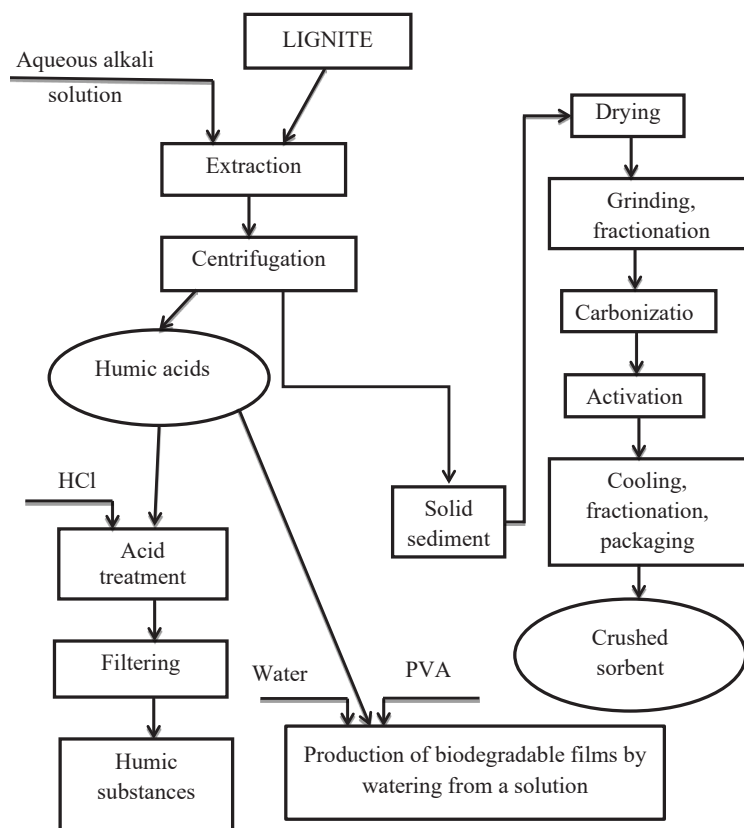 LIGNITE
Aqueous alkali
solution
Extraction
Centrifugation
Humic acids
HCl
Acid
treatment
Filtering
Humic
substances
Solid
sediment
Water
PVA
Production of biodegradable films by
watering from a solution
Drying
Grinding,
fractionation
Carbonizatio
Activation
Cooling,
fractionation,
packaging
Crushed
sorbent